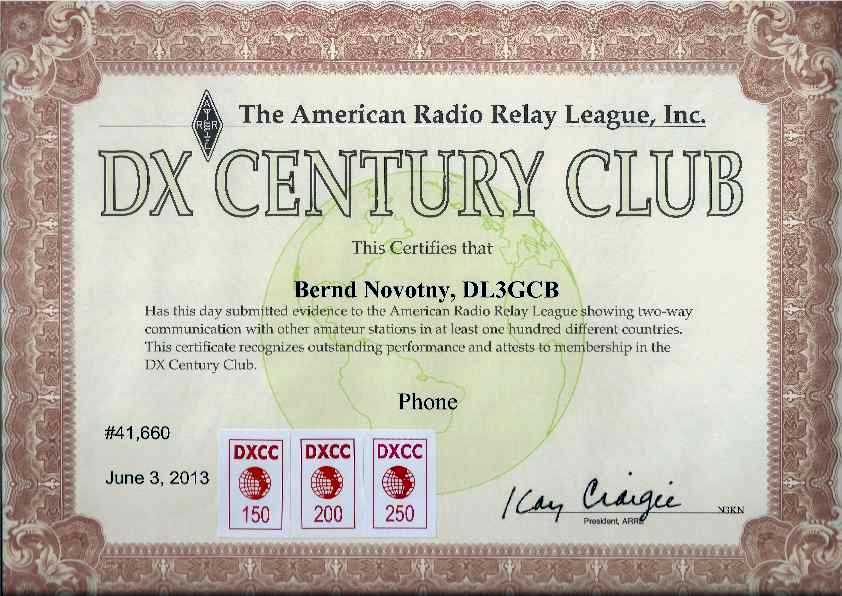 The American Radio Relay League, Inc.
DX CENTURY CLUB
This Certifies that
Bernd Novotny, DL3GCB
Has this day submitted evidence to the American Radio Relay League showing two-way
communication with other amateur stations in at least one hundred different countries.
This certificate recognizes outstanding performance and attests to membership in the
DX Century Club.
Phone
#41,660
June 3, 2013
DXCC
150
DXCC
200
DXCC
250
Kay Craigie
N3KN
President, ARRL